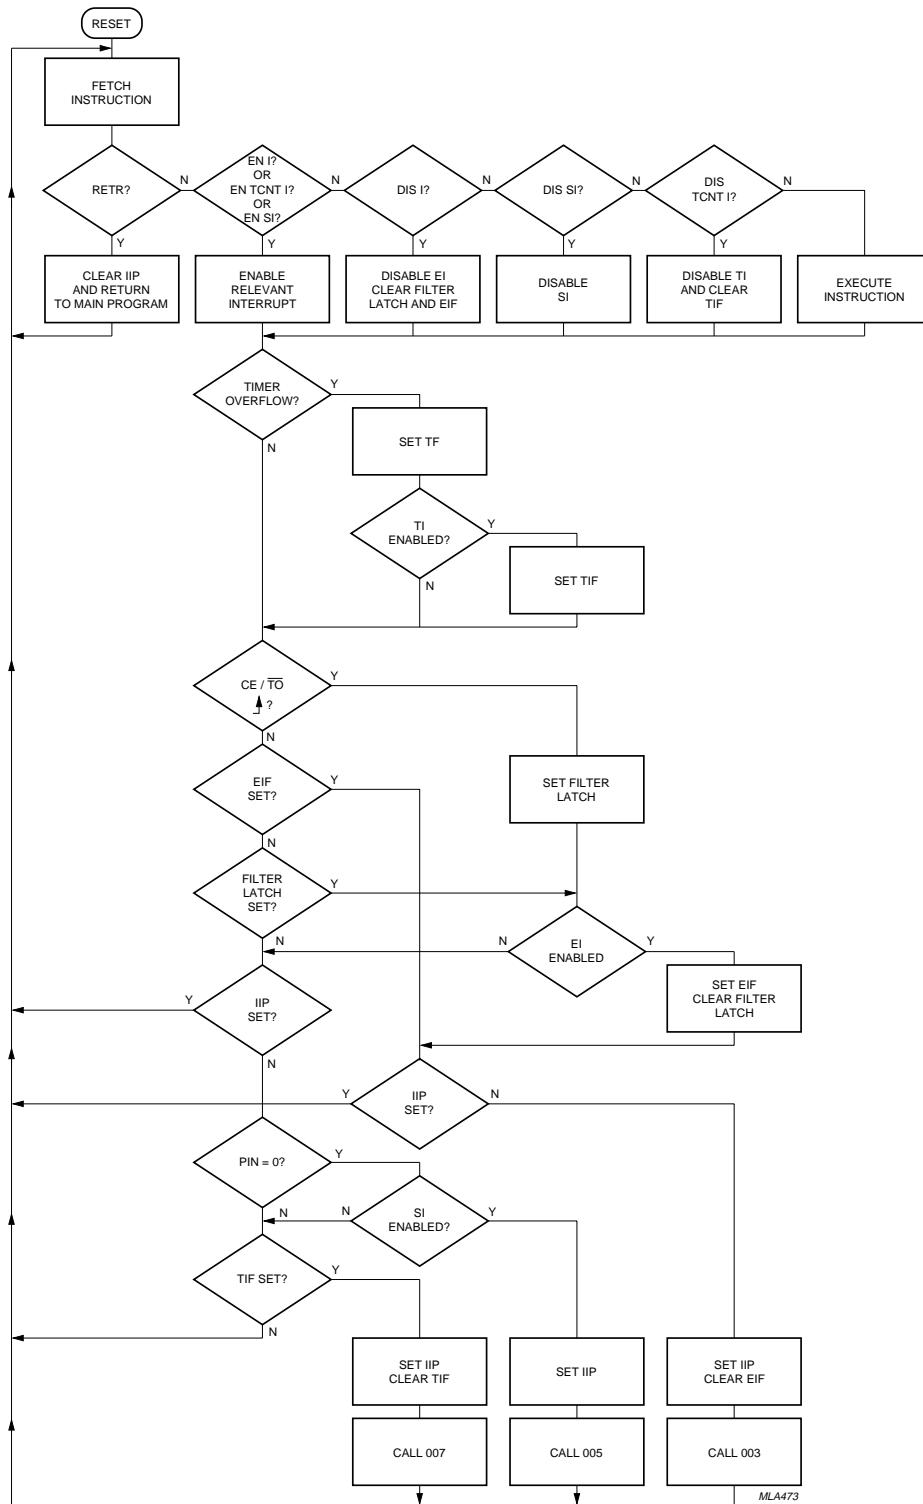 RESET
FETCH
INSTRUCTION
RETR?
N
EN I?
OR
EN TCNT I?
OR
EN SI?
N
DIS I?
N
DIS SI?
N
DIS
TCNT I?
N
Y
Y
Y
Y
Y
CLEAR IIP
AND RETURN
TO MAIN PROGRAM
ENABLE
RELEVANT
INTERRUPT
DISABLE EI
CLEAR FILTER
LATCH AND EIF
DISABLE
SI
DISABLE TI
AND CLEAR
TIF
EXECUTE
INSTRUCTION
TIMER
OVERFLOW?
Y
N
SET TF
TI
ENABLED?
Y
N
SET TIF
CE / T̅O̅
?
Y
N
EIF
SET?
Y
N
SET FILTER
LATCH
FILTER
LATCH
SET?
Y
N
N
EI
ENABLED
Y
SET EIF
CLEAR FILTER
LATCH
Y
IIP
SET?
N
Y
IIP
SET?
N
PIN = 0?
Y
N
N
SI
ENABLED?
Y
TIF SET?
Y
N
SET IIP
CLEAR TIF
SET IIP
SET IIP
CLEAR EIF
CALL 007
CALL 005
CALL 003
MLA473